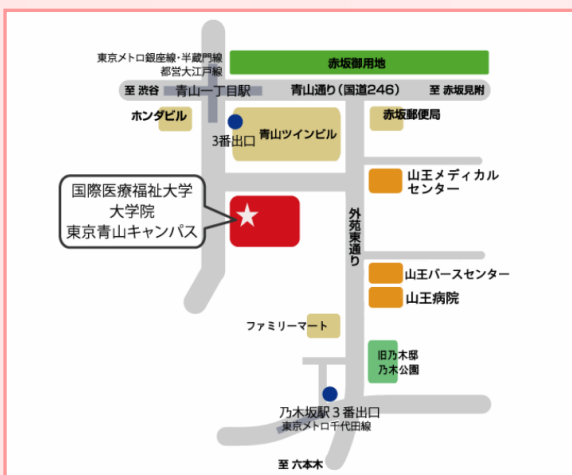 東京メトロ銀座線・半蔵門線
都営大江戸線
赤坂御用地
至 渋谷
青山一丁目駅
青山通り(国道246)
至 赤坂見附
ホンダビル
3番出口
青山ツインビル
赤坂郵便局
山王メディカル
センター
国際医療福祉大学
大学院
東京青山キャンパス
外苑東通り
山王バースセンター
山王病院
ファミリーマート
旧乃木邸
乃木公園
乃木坂駅3番出口
東京メトロ千代田線
至 六本木